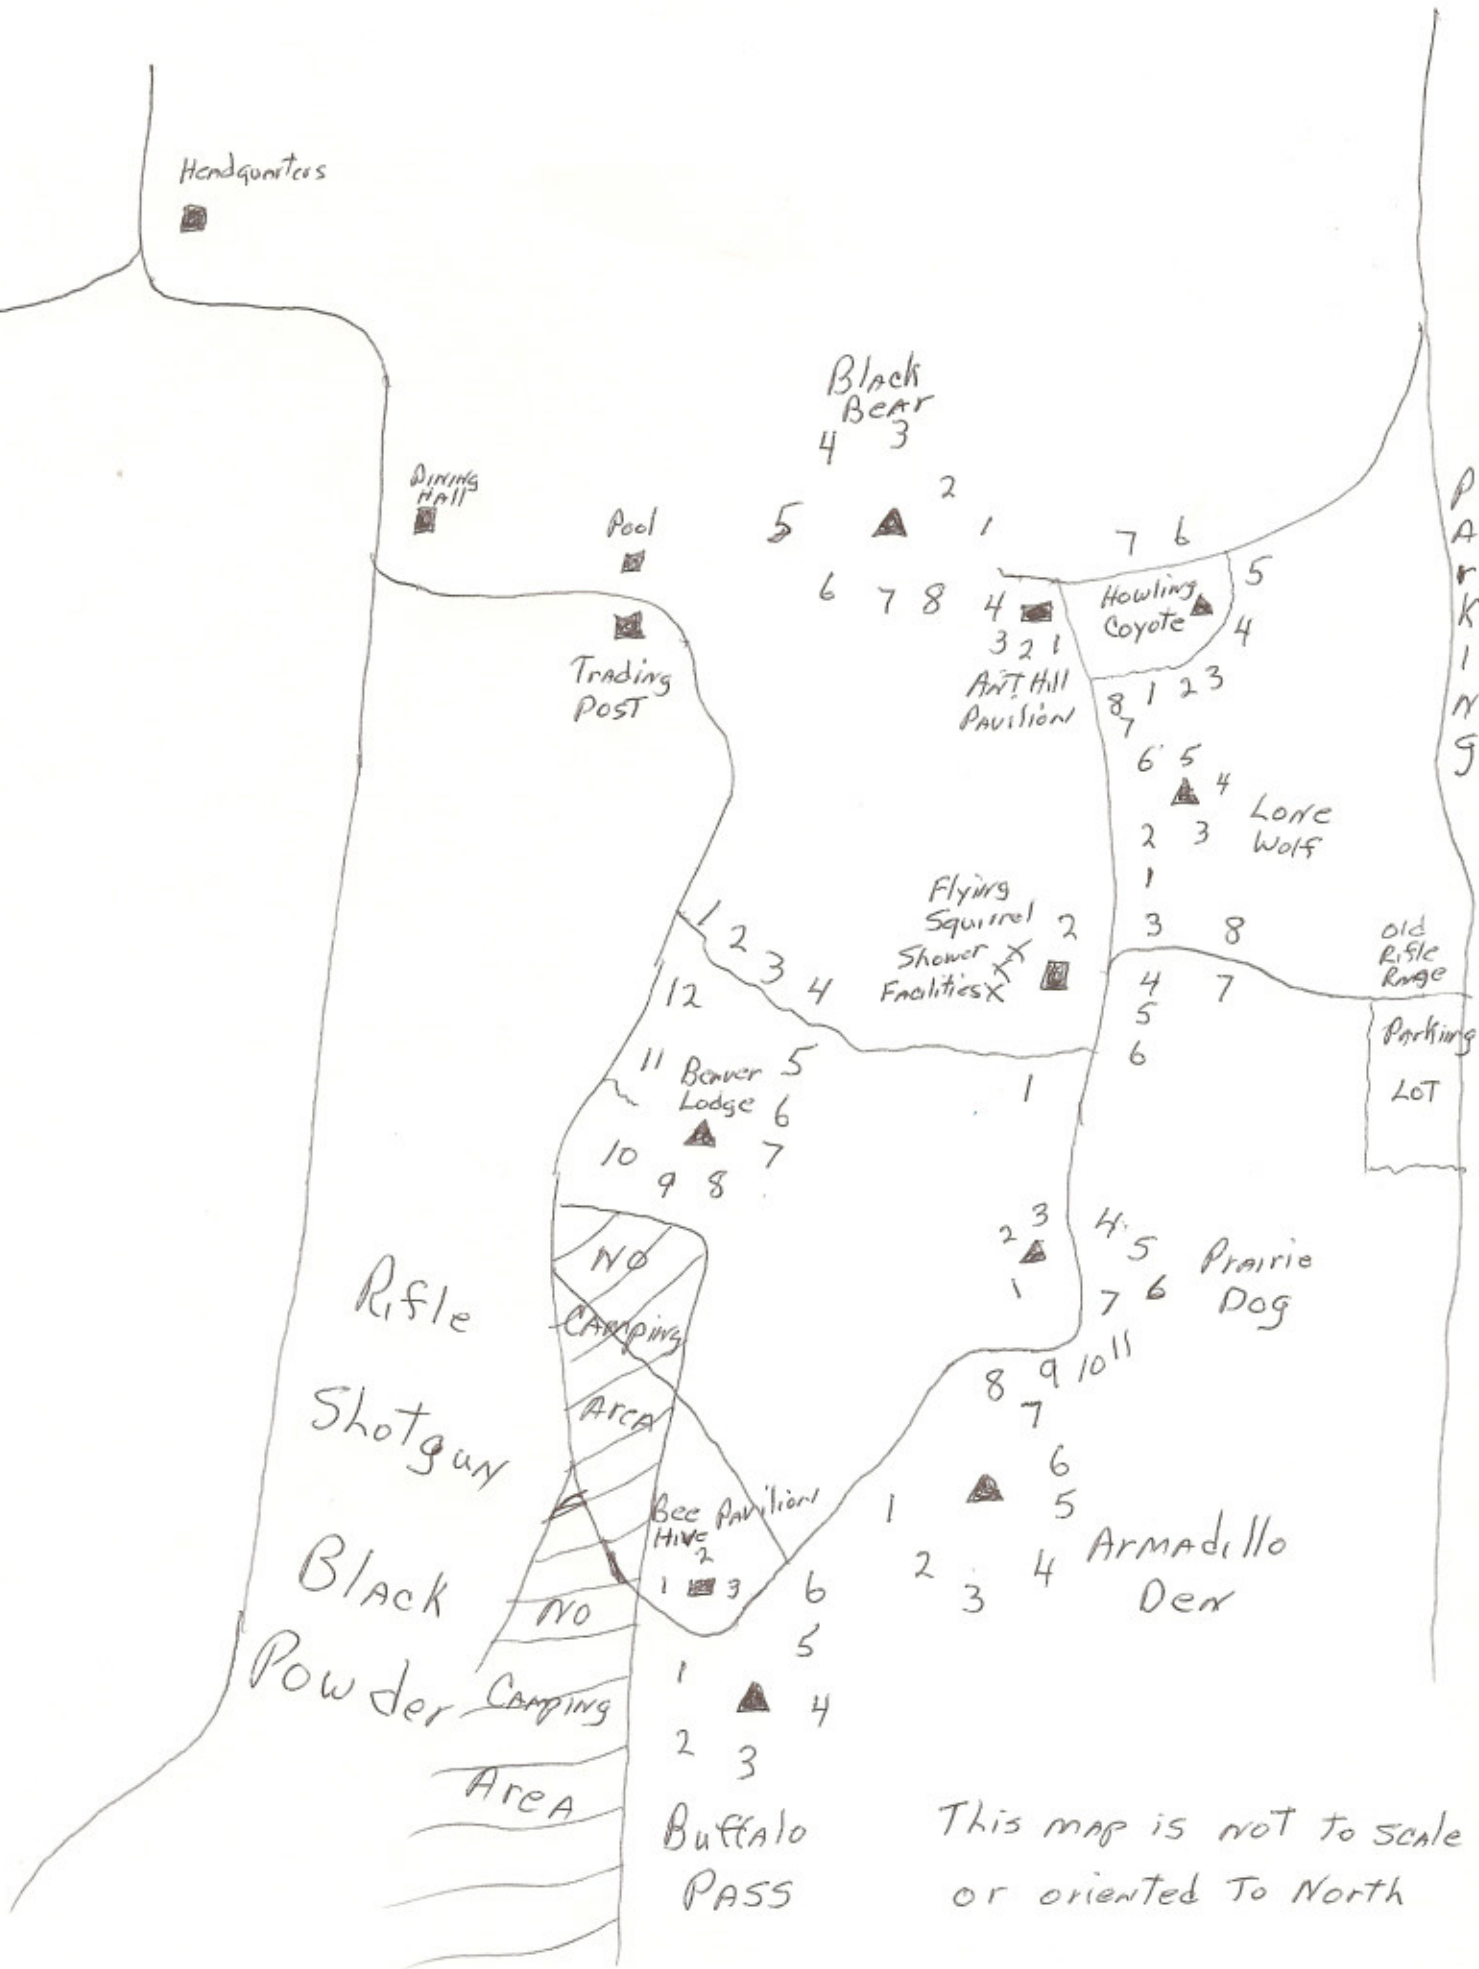 Headquarters
Black
Bear
4 3
2
5 1
6 7 8
Dining
Hall
Pool
Trading
Post
7 6
5
Howling
Coyote
4
1 2 3
4
3 2 1
Ant Hill
Pavilion
Parking
8
7
6 5
4
2 3
1
Lone
Wolf
Flying
Squirrel
Shower X
X
Facilities X
2
3 8
4 7
5
6
1
Old
Rifle
Range
Parking
Lot
1
2
3
4
12
11 5
Beaver
Lodge 6
10 7
9 8
2 3 4
5
1 7 6
Prairie
Dog
8 9 10 11
7
6
1 5
2 3 4
Armadillo
Den
No
Camping
Area
Rifle
Shotgun
Black
Powder
Bee Pavilion
Hive
2
1 3
No
Camping
Area
6
5
1
4
2
3
Buffalo
Pass
This map is not to scale
or oriented to North